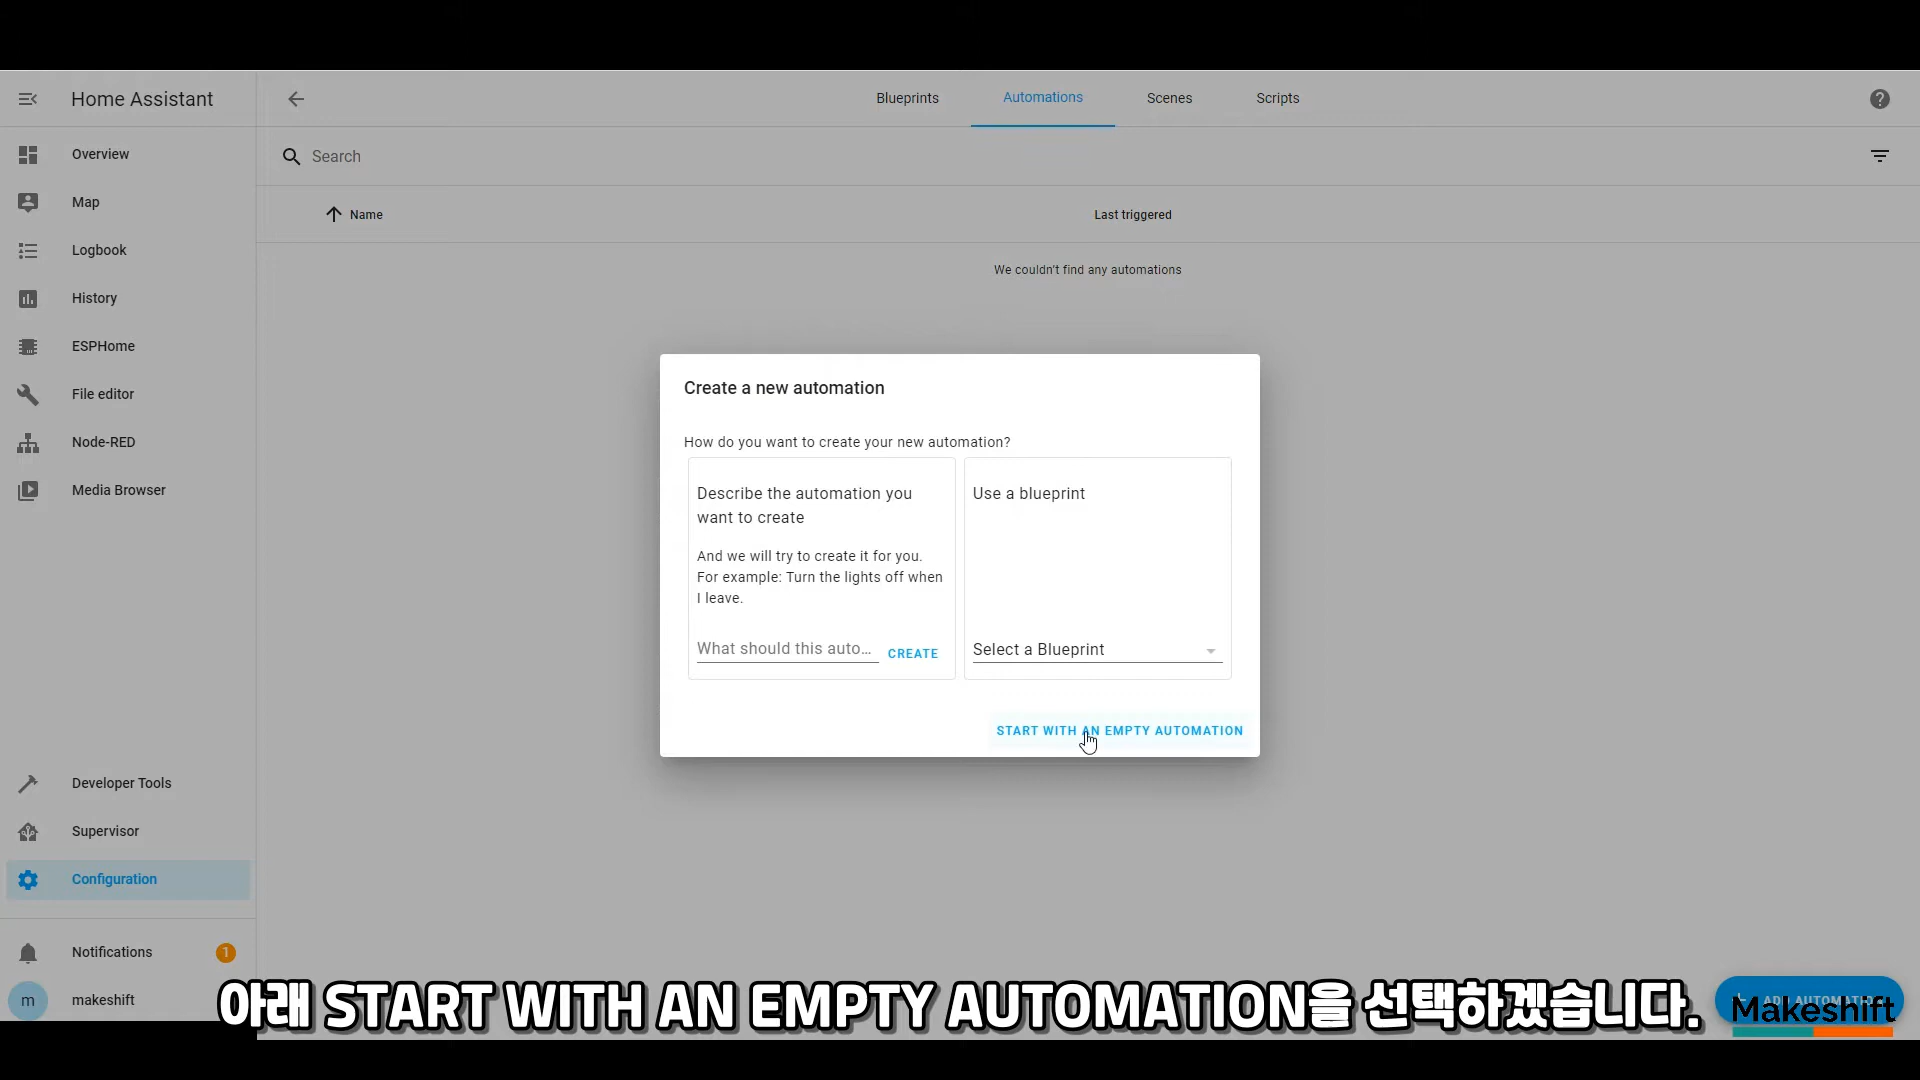 Home Assistant
Blueprints
Automations
Scenes
Scripts
Overview
Search
Map
Name
Last triggered
Logbook
We couldn't find any automations
History
ESPHome
File editor
Node-RED
Media Browser
Create a new automation
How do you want to create your new automation?
Describe the automation you
want to create
And we will try to create it for you.
For example: Turn the lights off when
I leave.
What should this auto...
CREATE
Use a blueprint
Select a Blueprint
START WITH AN EMPTY AUTOMATION
Developer Tools
Supervisor
Configuration
Notifications
1
m
makeshift
아래 START WITH AN EMPTY AUTOMATION을 선택하겠습니다.
Makeshift